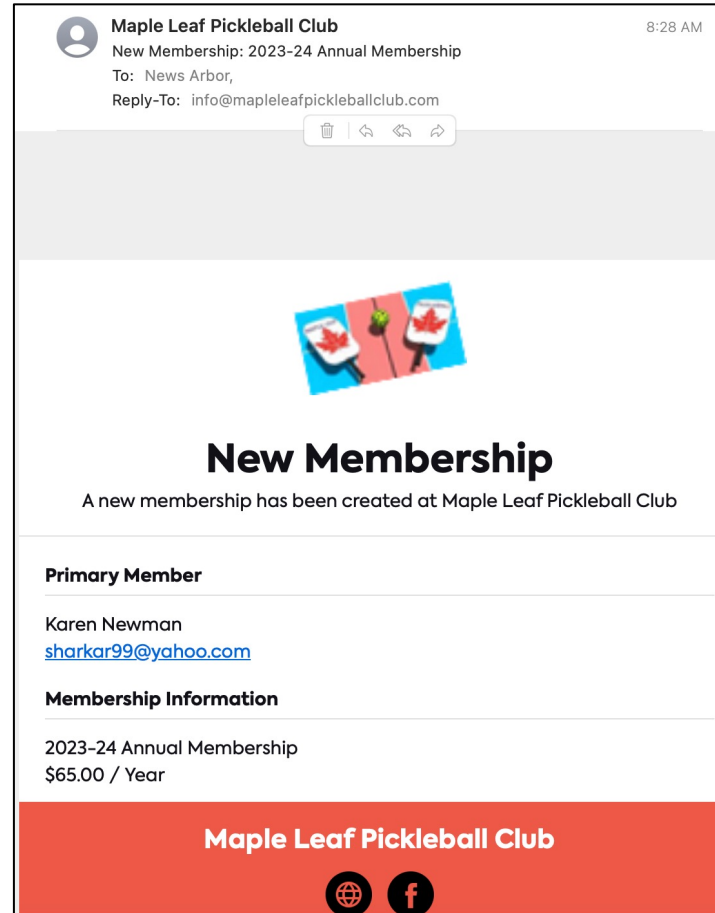 Maple Leaf Pickleball Club
8:28 AM
New Membership: 2023-24 Annual Membership
To: News Arbor,
Reply-To: info@mapleleafpickleballclub.com
New Membership
A new membership has been created at Maple Leaf Pickleball Club
Primary Member
Karen Newman
sharkar99@yahoo.com
Membership Information
2023-24 Annual Membership
$65.00 / Year
Maple Leaf Pickleball Club